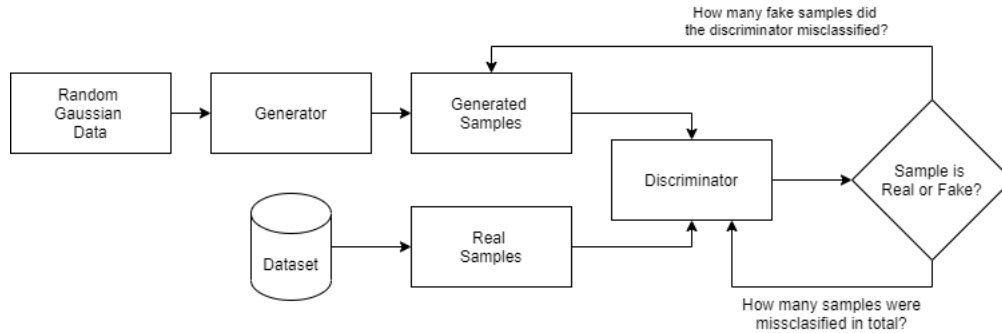 How many fake samples did
the discriminator misclassified?
Random
Gaussian
Data
Generator
Generated
Samples
Discriminator
Sample is
Real or Fake?
Dataset
Real
Samples
How many samples were
missclasified in total?